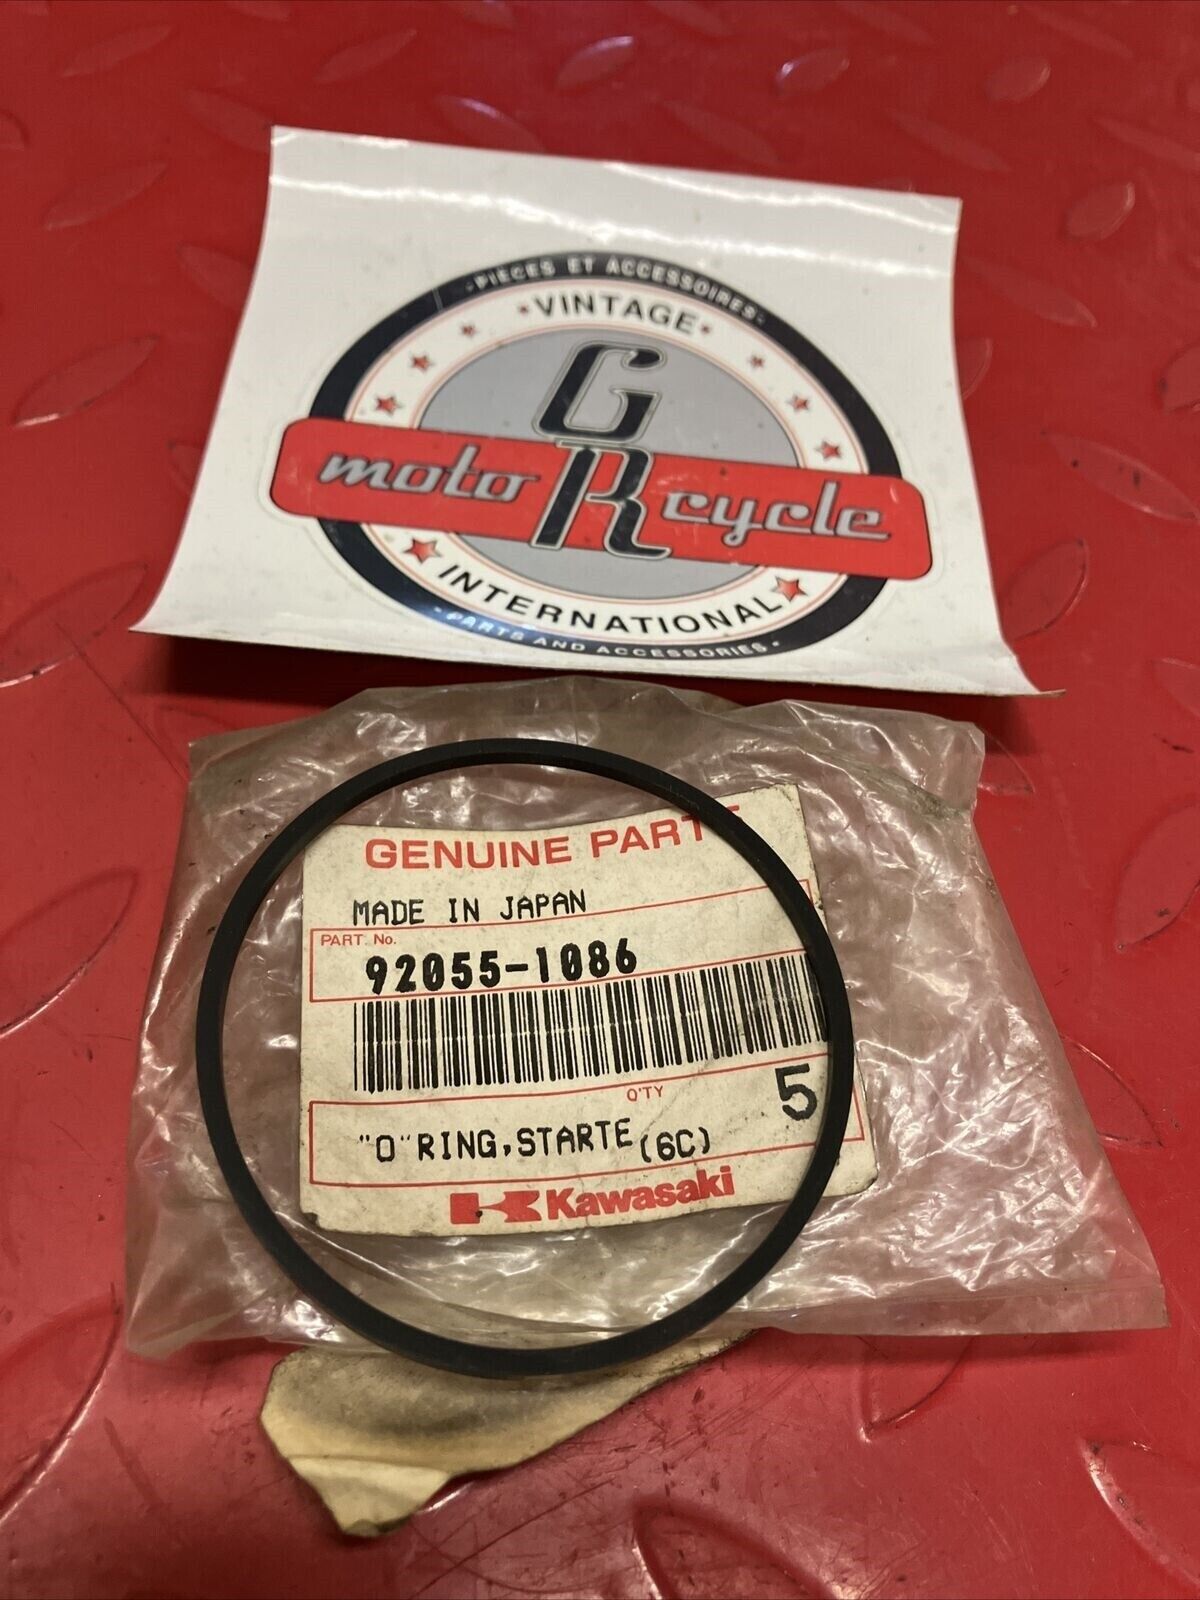 ·PIECES ET ACCESSOIRES·
·VINTAGE·
G
moto R cycle
INTERNATIONAL
·PARTS AND ACCESSORIES·
GENUINE PARTS
MADE IN JAPAN
PART. No.
92055-1086
Q'TY
5
"O"RING,STARTE (6C)
Kawasaki